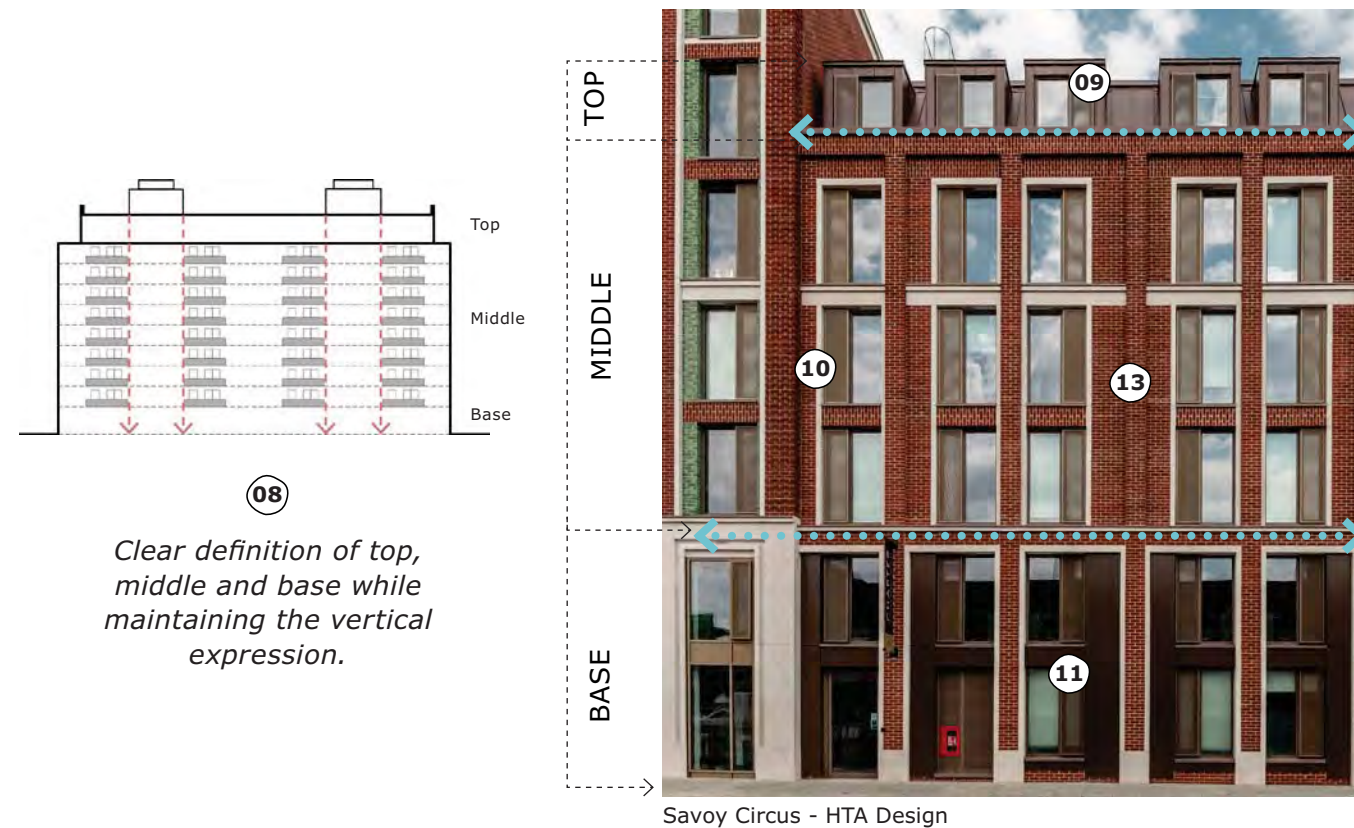 Top
Middle
Base
08
Clear definition of top,
middle and base while
maintaining the vertical
expression.
TOP
MIDDLE
BASE
09
10
13
11
Savoy Circus - HTA Design